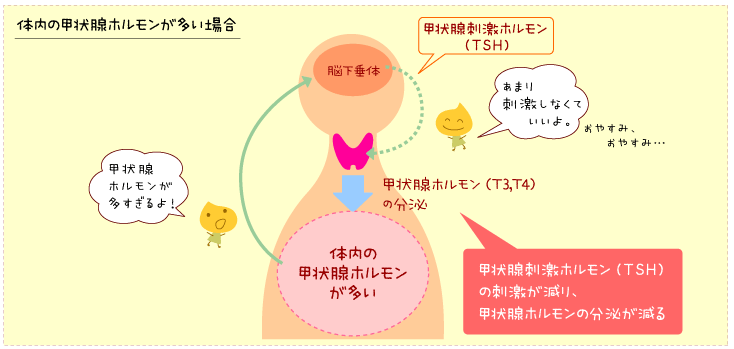 体内の甲状腺ホルモンが多い場合
甲状腺刺激ホルモン
(TSH)
脳下垂体
あまり
刺激しなくて
いいよ。
おやすみ、
おやすみ…
甲状腺
ホルモンが
多すぎるよ!
甲状腺ホルモン(T3,T4)
の分泌
体内の
甲状腺ホルモン
が多い
甲状腺刺激ホルモン(TSH)
の刺激が減り、
甲状腺ホルモンの分泌が減る